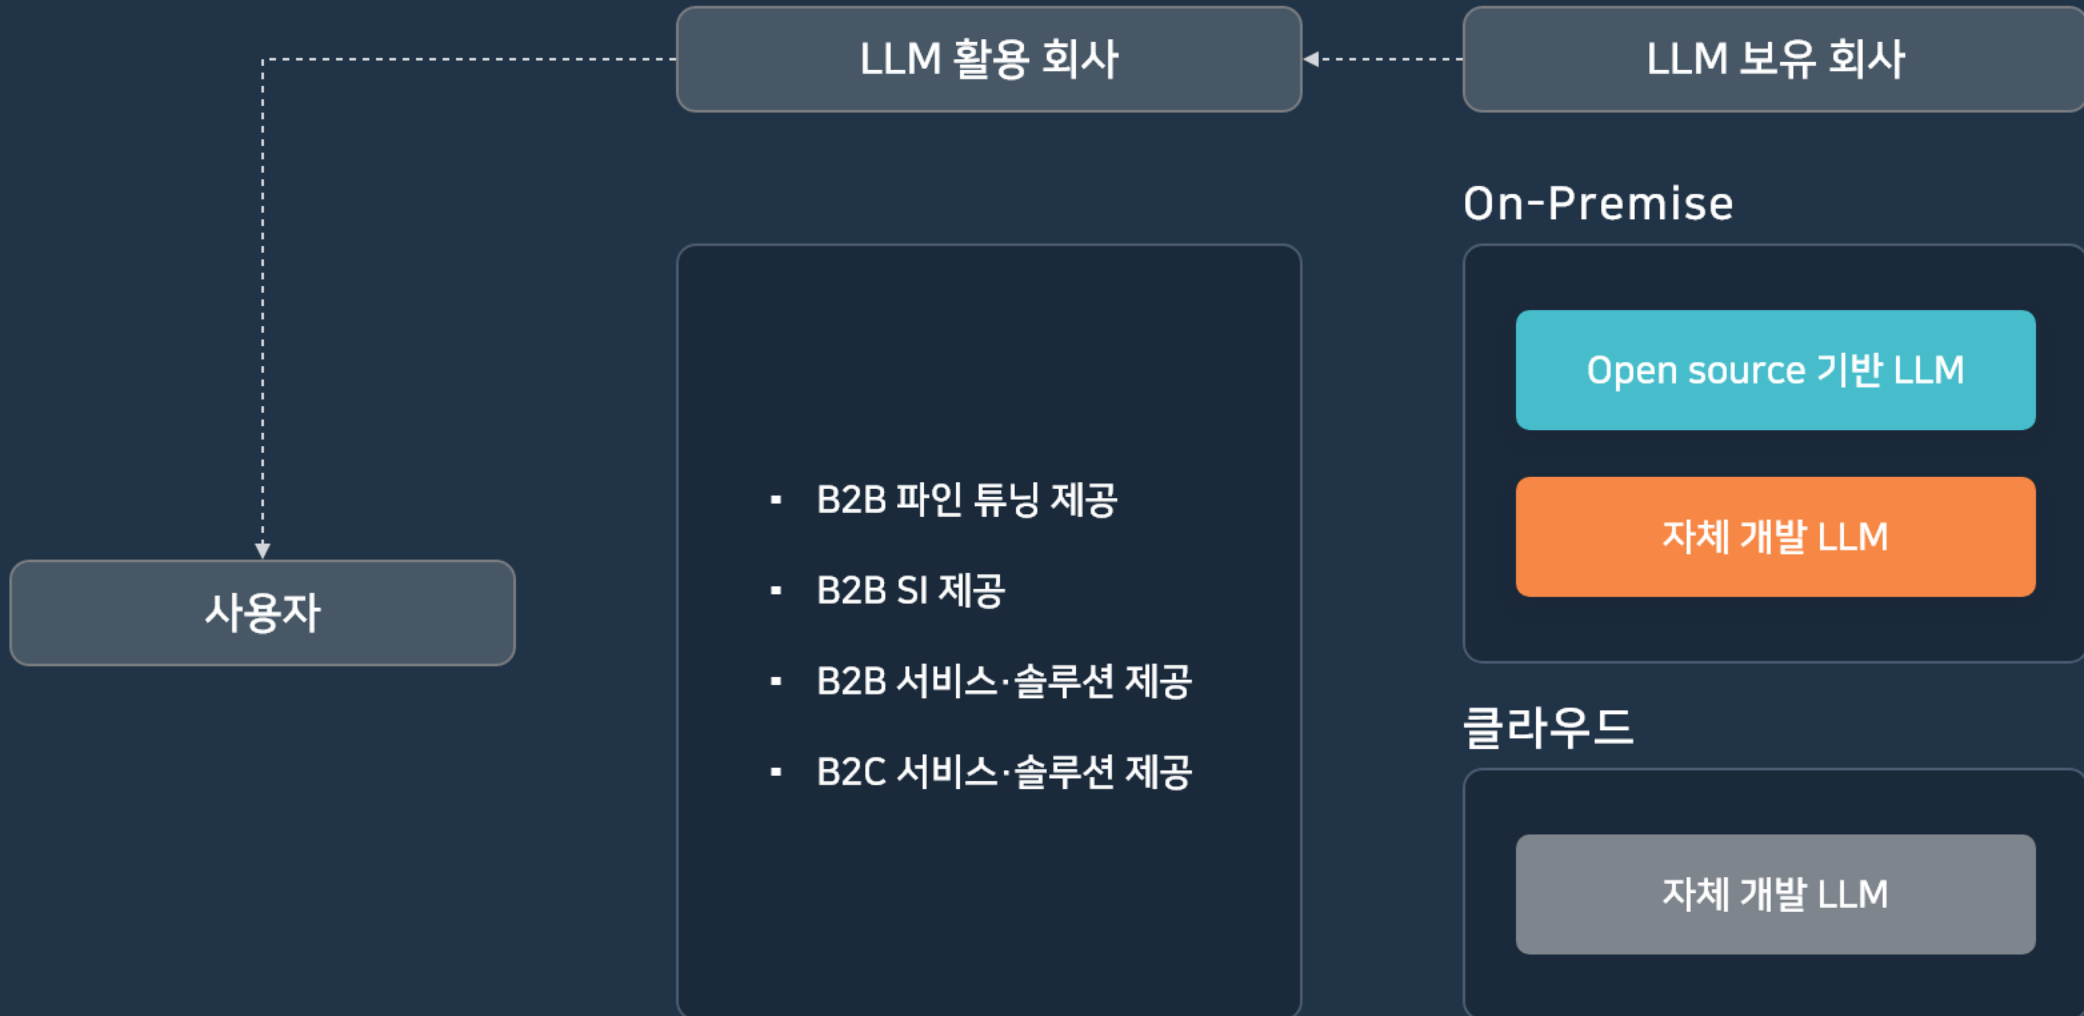 LLM 활용 회사
LLM 보유 회사
사용자
▪ B2B 파인 튜닝 제공
▪ B2B SI 제공
▪ B2B 서비스·솔루션 제공
▪ B2C 서비스·솔루션 제공
On-Premise
Open source 기반 LLM
자체 개발 LLM
클라우드
자체 개발 LLM